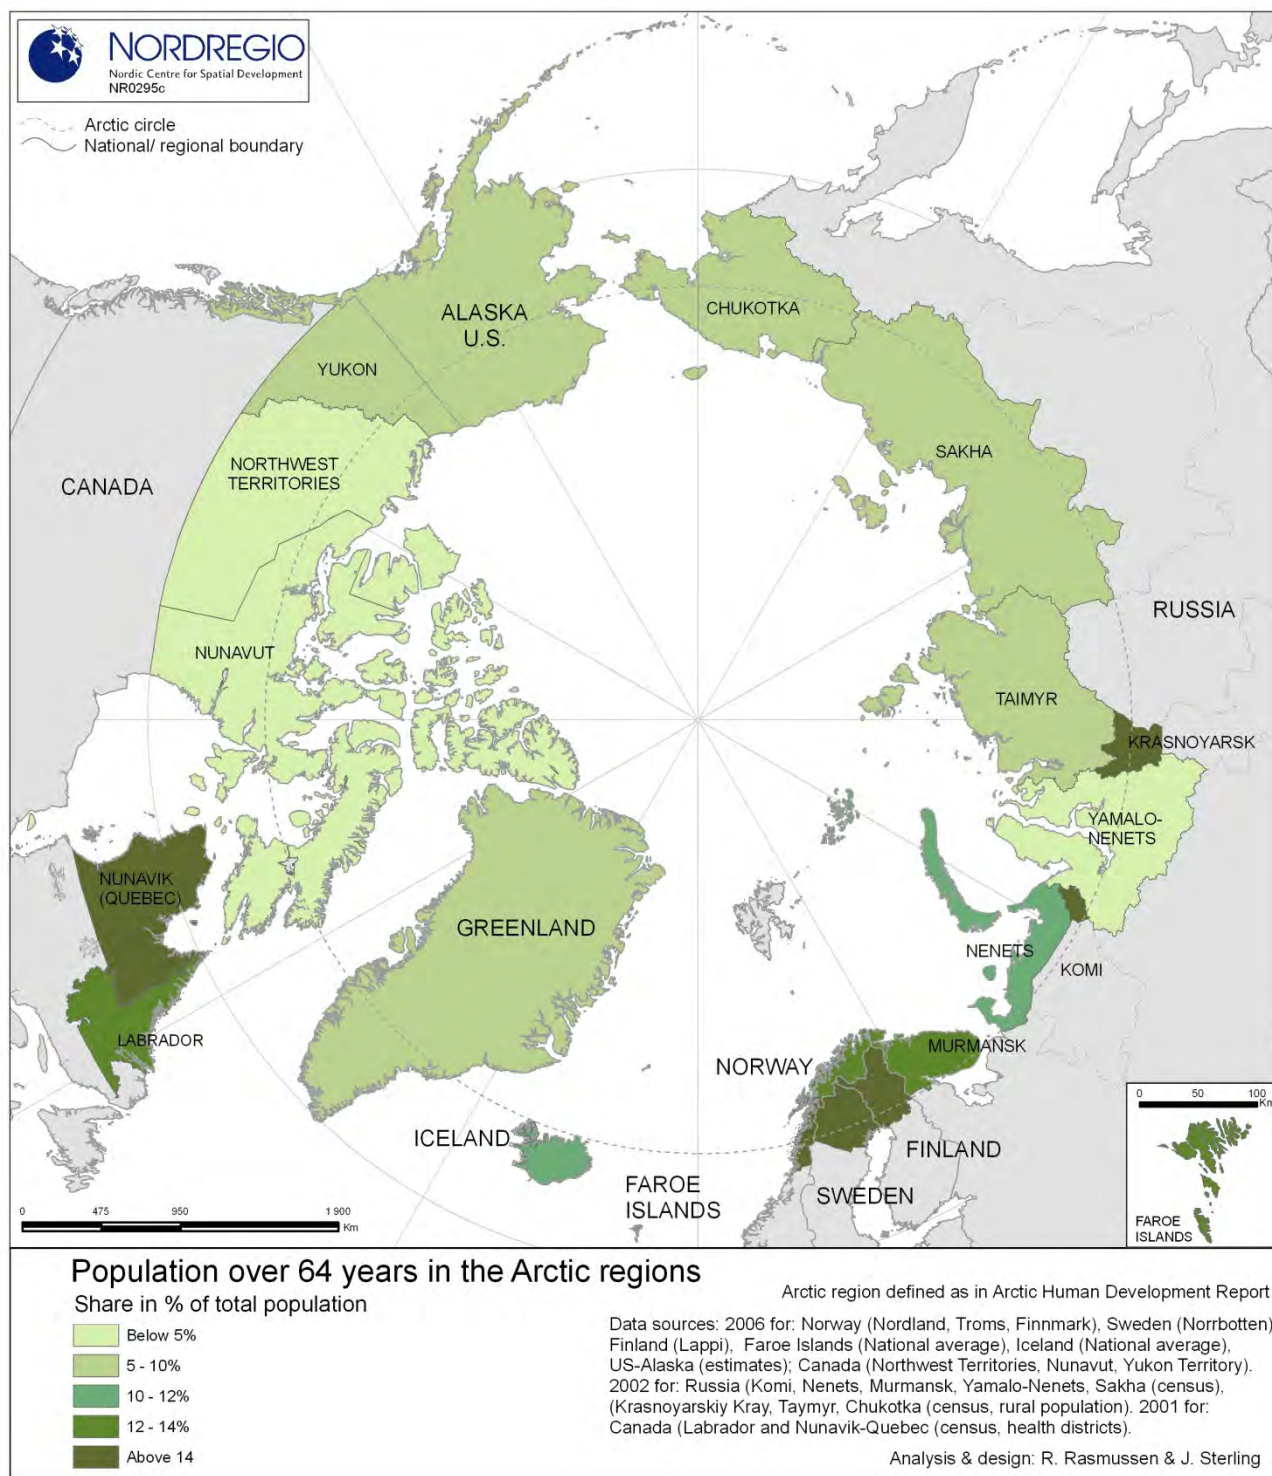 NORDREGIO
Nordic Centre for Spatial Development
NR0295c
Arctic circle
National/ regional boundary
ALASKA
U.S.
CHUKOTKA
YUKON
NORTHWEST
TERRITORIES
SAKHA
CANADA
RUSSIA
NUNAVUT
TAIMYR
KRASNOYARSK
YAMALO-
NENETS
NUNAVIK
(QUEBEC)
GREENLAND
NENETS
KOMI
LABRADOR
MURMANSK
NORWAY
ICELAND
FINLAND
FAROE
ISLANDS
SWEDEN
0 50 100
Km
FAROE
ISLANDS
0 475 950 1 900
Km
Population over 64 years in the Arctic regions
Share in % of total population
Below 5%
5 - 10%
10 - 12%
12 - 14%
Above 14
Arctic region defined as in Arctic Human Development Report
Data sources: 2006 for: Norway (Nordland, Troms, Finnmark), Sweden (Norrbotten)
Finland (Lappi), Faroe Islands (National average), Iceland (National average),
US-Alaska (estimates); Canada (Northwest Territories, Nunavut, Yukon Territory).
2002 for: Russia (Komi, Nenets, Murmansk, Yamalo-Nenets, Sakha (census),
(Krasnoyarskiy Kray, Taymyr, Chukotka (census, rural population). 2001 for:
Canada (Labrador and Nunavik-Quebec (census, health districts).
Analysis & design: R. Rasmussen & J. Sterling